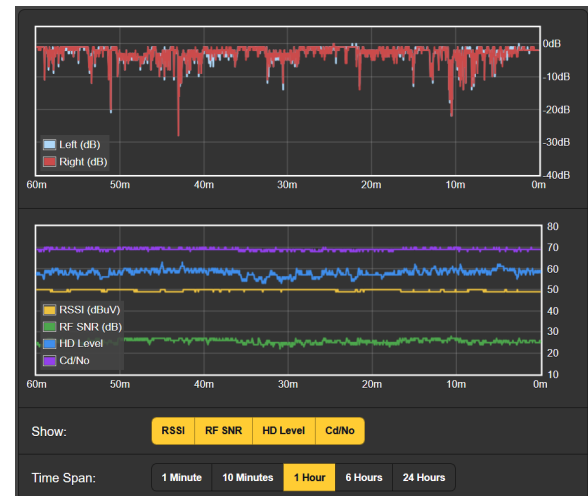 0dB
-10dB
-20dB
-30dB
-40dB
Left (dB)
Right (dB)
60m 50m 40m 30m 20m 10m 0m
80
70
60
50
40
30
20
10
RSSI (dBuV)
RF SNR (dB)
HD Level
Cd/No
60m 50m 40m 30m 20m 10m 0m
Show: RSSI RF SNR HD Level Cd/No
Time Span: 1 Minute 10 Minutes 1 Hour 6 Hours 24 Hours